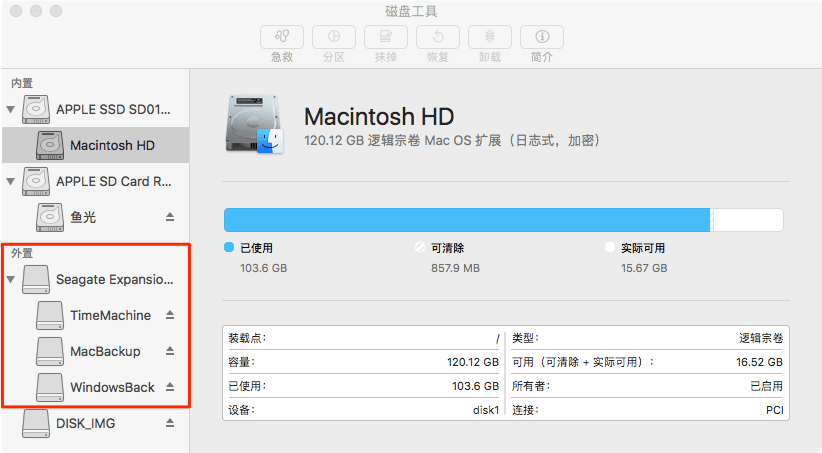 磁盘工具
急救 分区 抹掉 恢复 卸载 简介
内置
APPLE SSD SD01...
Macintosh HD
APPLE SD Card R...
鱼光
外置
Seagate Expansio...
TimeMachine
MacBackup
WindowsBack
DISK_IMG
Macintosh HD
120.12 GB 逻辑宗卷 Mac OS 扩展（日志式，加密）
已使用 可清除 实际可用
103.6 GB 857.9 MB 15.67 GB
装载点： / 类型： 逻辑宗卷
容量： 120.12 GB 可用（可清除 + 实际可用）： 16.52 GB
已使用： 103.6 GB 所有者： 已启用
设备： disk1 连接： PCI